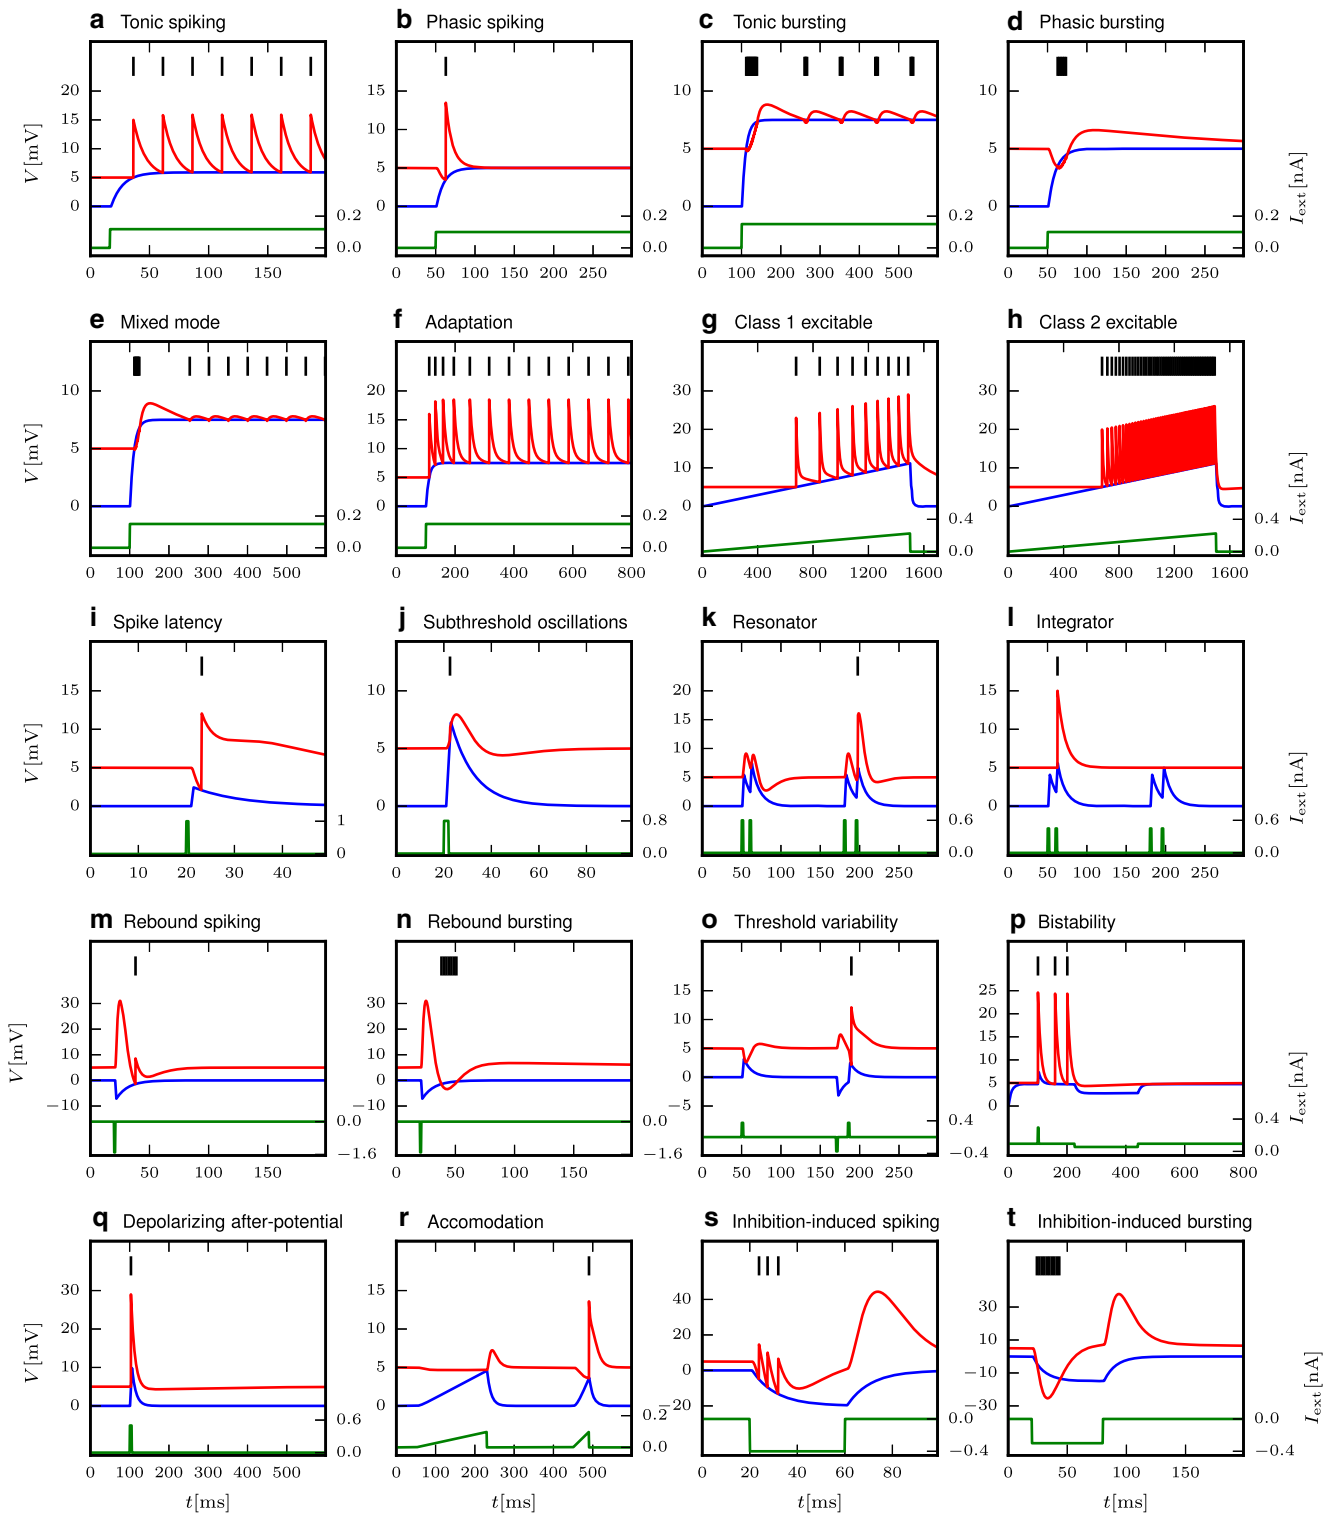 a Tonic spiking
b Phasic spiking
c Tonic bursting
d Phasic bursting
V [mV]
20
15
10
5
0
0.2
0.0
0 50 100 150
15
10
5
0
0.2
0.0
0 50 100 150 200 250
10
5
0
0.2
0.0
0 100 200 300 400 500
10
5
0
0.2
0.0
0 50 100 150 200 250
I_ext [nA]
e Mixed mode
f Adaptation
g Class 1 excitable
h Class 2 excitable
V [mV]
10
5
0
0.2
0.0
0 100 200 300 400 500
20
15
10
5
0
0.2
0.0
200 400 600 800
30
20
10
0
0.4
0.0
0 400 800 1200 1600
30
20
10
0
0.4
0.0
0 400 800 1200 1600
I_ext [nA]
i Spike latency
j Subthreshold oscillations
k Resonator
l Integrator
V [mV]
15
10
5
0
1
0
0 10 20 30 40
10
5
0
0.8
0.0
0 20 40 60 80
20
15
10
5
0
0.6
0.0
0 50 100 150 200 250
15
10
5
0
0.6
0.0
0 50 100 150 200 250
I_ext [nA]
m Rebound spiking
n Rebound bursting
o Threshold variability
p Bistability
V [mV]
30
20
10
0
−10
0.0
−1.6
0 50 100 150
30
20
10
0
−10
0.0
−1.6
0 50 100 150
15
10
5
0
−5
0.4
−0.4
0 50 100 150 200 250
25
20
15
10
5
0
0.4
0.0
0 200 400 600 800
I_ext [nA]
q Depolarizing after-potential
r Accomodation
s Inhibition-induced spiking
t Inhibition-induced bursting
V [mV]
30
20
10
0
0.6
0.0
0 100 200 300 400 500
t [ms]
15
10
5
0
0.2
0.0
0 100 200 300 400 500
t [ms]
40
20
0
−20
0.0
−0.4
0 20 40 60 80
t [ms]
30
10
−10
−30
0.0
−0.4
0 50 100 150
t [ms]
I_ext [nA]